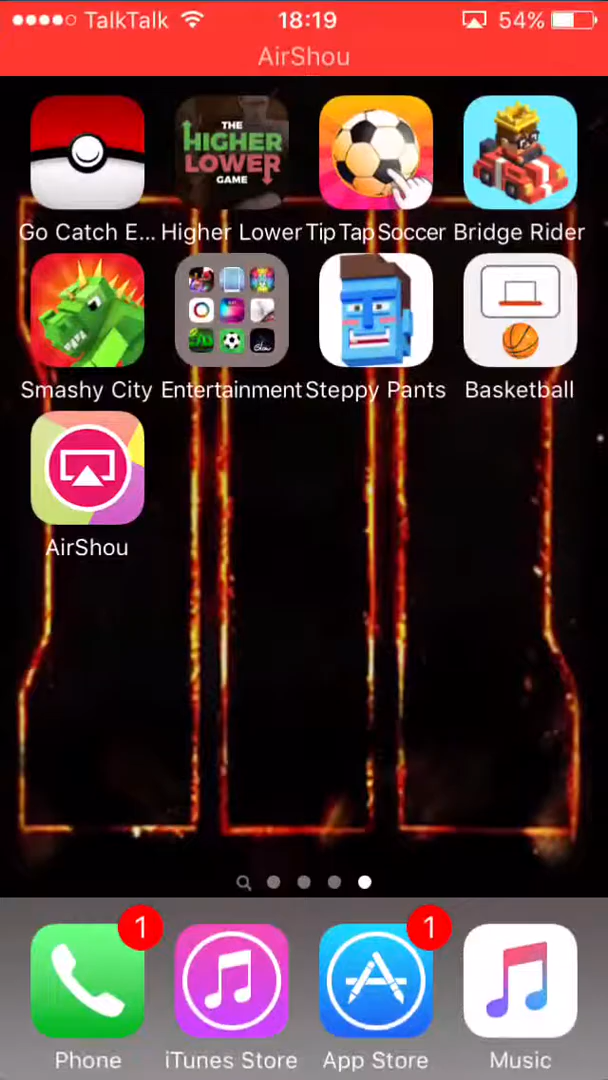 TalkTalk 18:19 54%
AirShou
THE
HIGHER
LOWER
GAME
Go Catch E... Higher Lower Tip Tap Soccer Bridge Rider
Smashy City Entertainment Steppy Pants Basketball
AirShou
1 1
Phone iTunes Store App Store Music